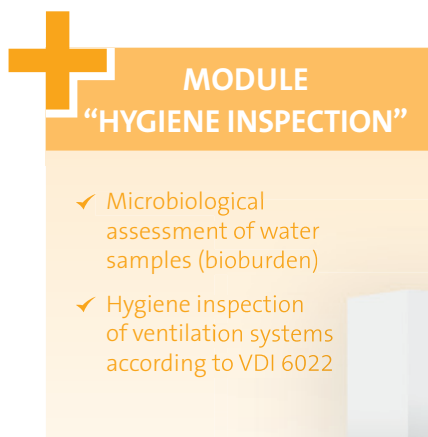 MODULE
“HYGIENE INSPECTION”
Microbiological
assessment of water
samples (bioburden)
Hygiene inspection
of ventilation systems
according to VDI 6022